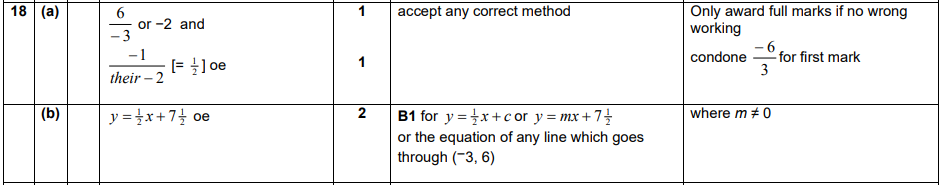 18 (a) 6/−3 or −2 and 1 accept any correct method Only award full marks if no wrong
working
−1/their − 2 [= ½] oe 1 condone −6/3 for first mark
(b) y = ½x + 7½ oe 2 B1 for y = ½x + c or y = mx + 7½ where m ≠ 0
or the equation of any line which goes
through (⁻3, 6)